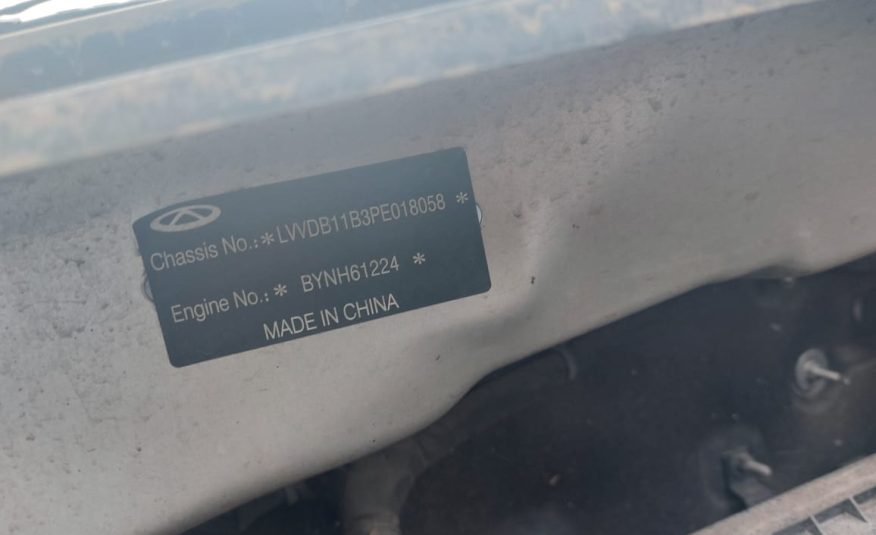 Chassis No.:*LVVDB11B3PE018058 *
Engine No.:* BYNH61224 *
MADE IN CHINA